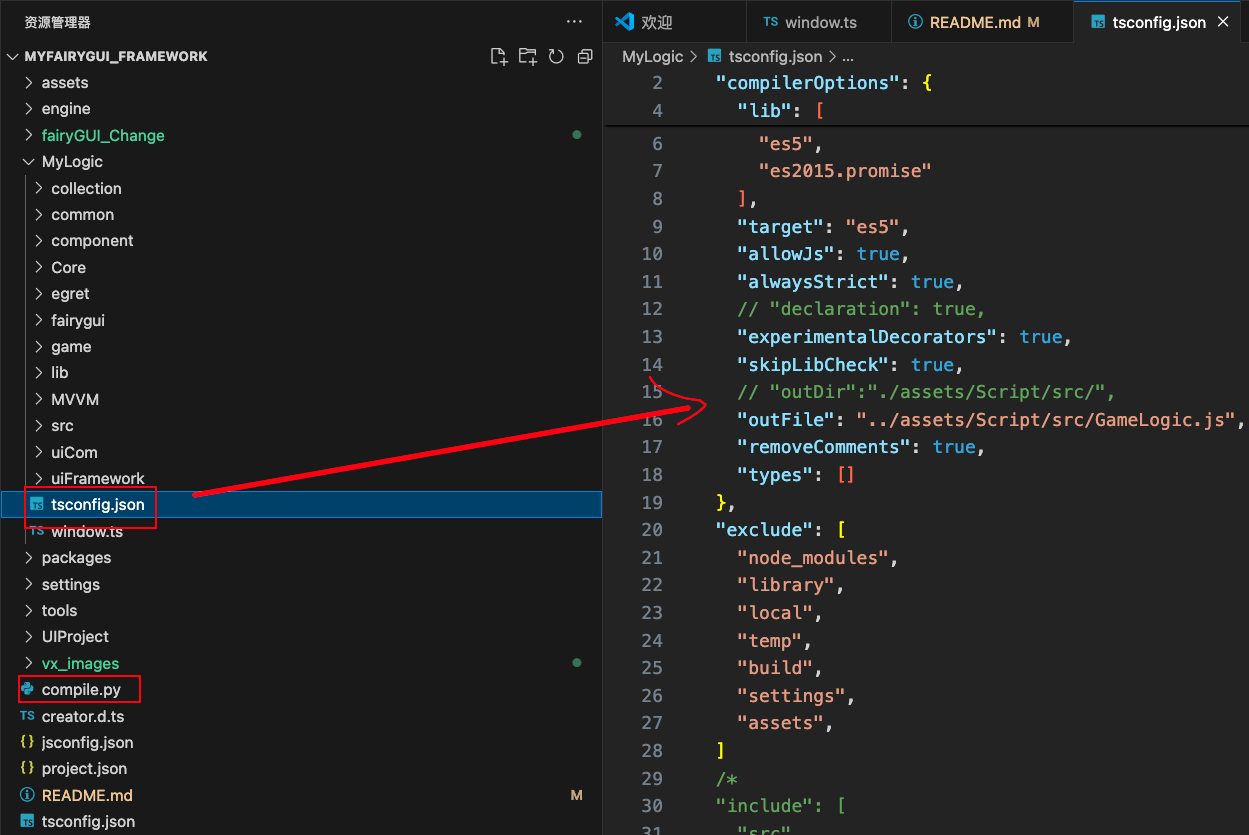 资源管理器
···
MYFAIRYGUI_FRAMEWORK
assets
engine
fairyGUI_Change
MyLogic
collection
common
component
Core
egret
fairygui
game
lib
MVVM
src
uiCom
uiFramework
TS tsconfig.json
TS window.ts
packages
settings
tools
UIProject
vx_images
compile.py
TS creator.d.ts
{} jsconfig.json
{} project.json
README.md M
TS tsconfig.json
欢迎
TS window.ts
README.md M
TS tsconfig.json
MyLogic > TS tsconfig.json > ...
2 "compilerOptions": {
4 "lib": [
6 "es5",
7 "es2015.promise"
8 ],
9 "target": "es5",
10 "allowJs": true,
11 "alwaysStrict": true,
12 // "declaration": true,
13 "experimentalDecorators": true,
14 "skipLibCheck": true,
15 // "outDir":"./assets/Script/src/",
16 "outFile": "../assets/Script/src/GameLogic.js",
17 "removeComments": true,
18 "types": []
19 },
20 "exclude": [
21 "node_modules",
22 "library",
23 "local",
24 "temp",
25 "build",
26 "settings",
27 "assets",
28 ]
29 /*
30 "include": [
31 "src"